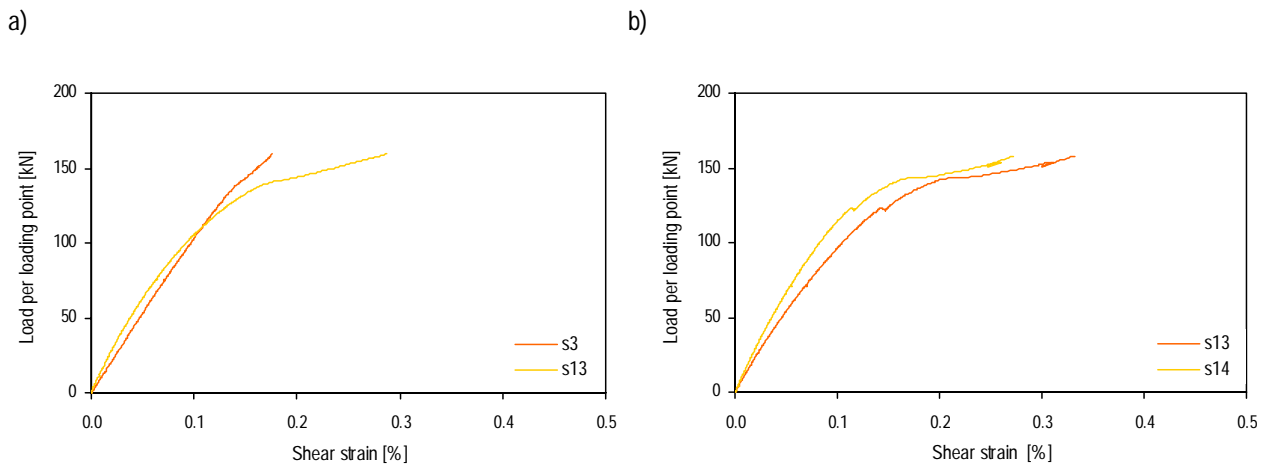 a)
Load per loading point [kN]
200
150
100
50
0
0.0 0.1 0.2 0.3 0.4 0.5
Shear strain [%]
s3
s13
b)
Load per loading point [kN]
200
150
100
50
0
0.0 0.1 0.2 0.3 0.4 0.5
Shear strain [%]
s13
s14